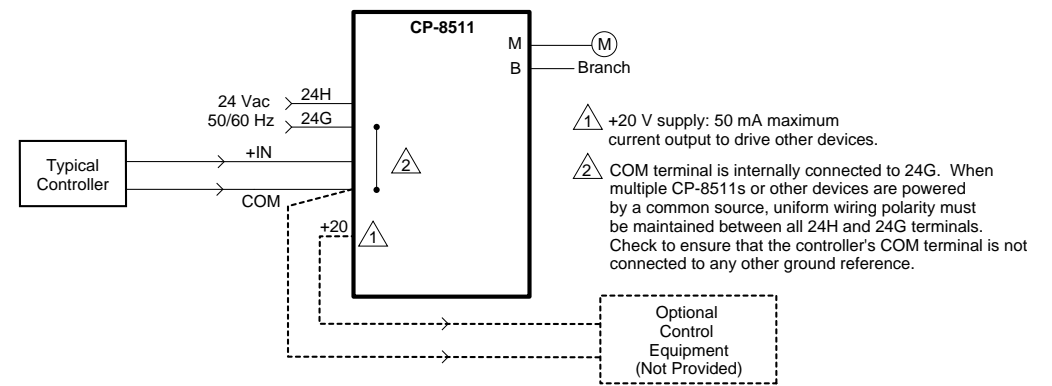 CP-8511
M
M
B
Branch
24 Vac
24H
50/60 Hz
24G
1
+20 V supply: 50 mA maximum
current output to drive other devices.
Typical
Controller
+IN
2
COM
2
COM terminal is internally connected to 24G. When
multiple CP-8511s or other devices are powered
by a common source, uniform wiring polarity must
be maintained between all 24H and 24G terminals.
Check to ensure that the controller's COM terminal is not
connected to any other ground reference.
+20
1
Optional
Control
Equipment
(Not Provided)